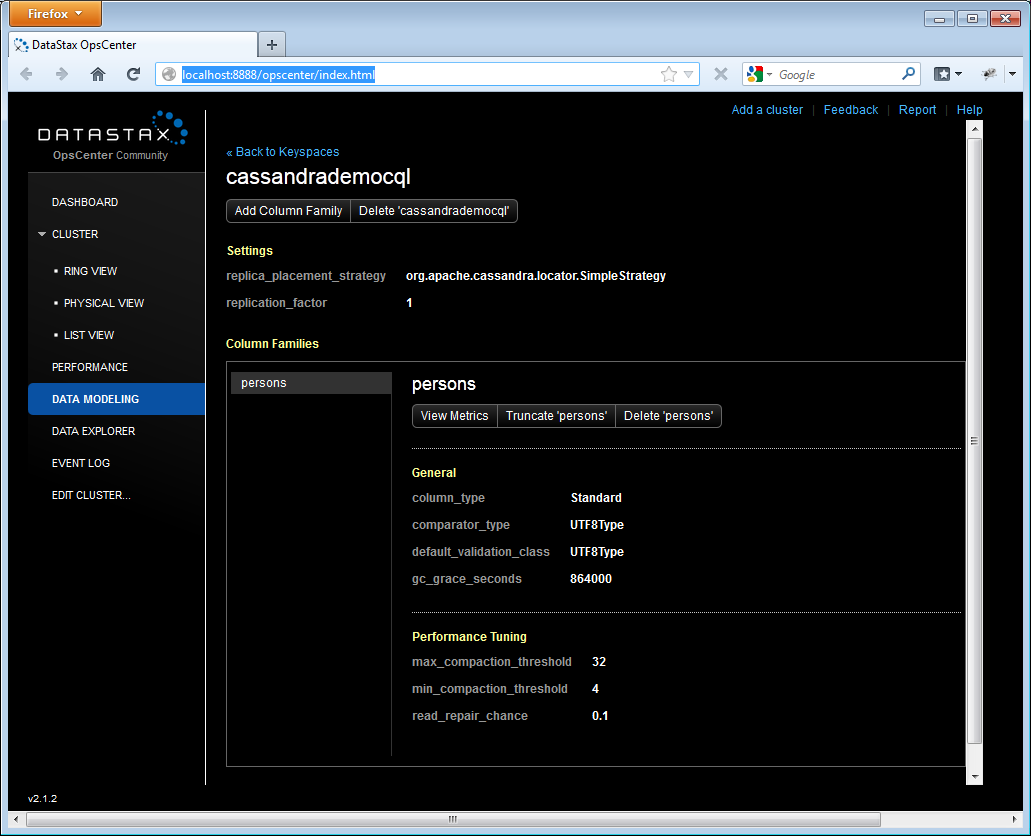 Firefox
DataStax OpsCenter
localhost:8888/opscenter/index.html
Google
Add a cluster | Feedback | Report | Help
DATASTAX
OpsCenter Community
DASHBOARD
CLUSTER
RING VIEW
PHYSICAL VIEW
LIST VIEW
PERFORMANCE
DATA MODELING
DATA EXPLORER
EVENT LOG
EDIT CLUSTER...
v2.1.2
« Back to Keyspaces
cassandrademocql
Add Column Family Delete 'cassandrademocql'
Settings
replica_placement_strategy org.apache.cassandra.locator.SimpleStrategy
replication_factor 1
Column Families
persons
persons
View Metrics Truncate 'persons' Delete 'persons'
General
column_type Standard
comparator_type UTF8Type
default_validation_class UTF8Type
gc_grace_seconds 864000
Performance Tuning
max_compaction_threshold 32
min_compaction_threshold 4
read_repair_chance 0.1